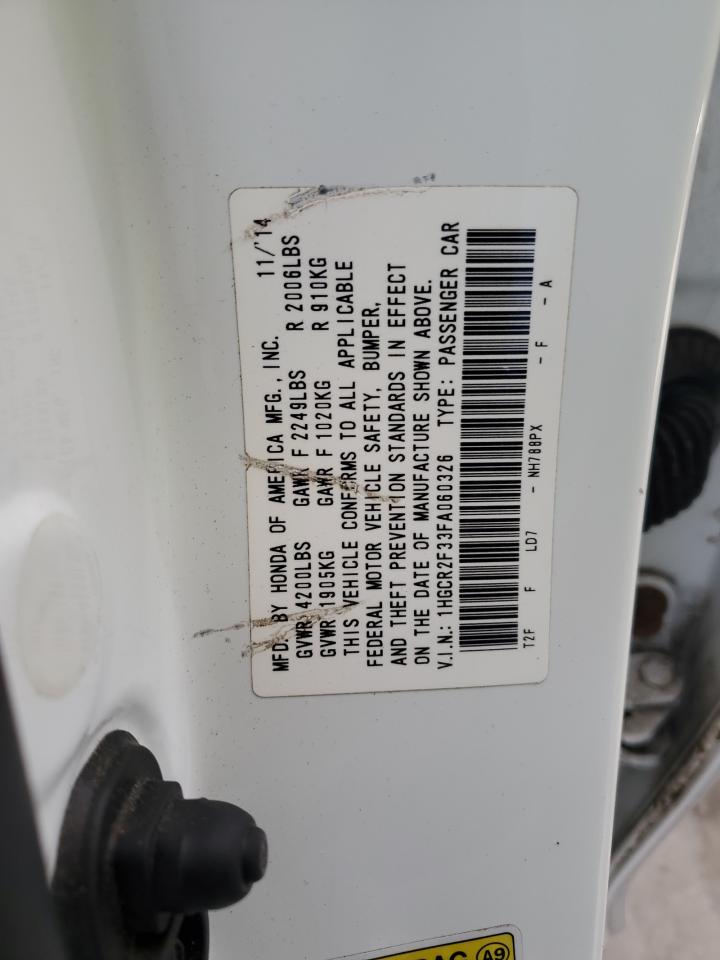 MFD. BY HONDA OF AMERICA MFG., INC. 11/'14
GVWR 4200LBS GAWR F 2249LBS R 2006LBS
GVWR 1905KG GAWR F 1020KG R 910KG
THIS VEHICLE CONFORMS TO ALL APPLICABLE
FEDERAL MOTOR VEHICLE SAFETY, BUMPER,
AND THEFT PREVENTION STANDARDS IN EFFECT
ON THE DATE OF MANUFACTURE SHOWN ABOVE.
V.I.N.: 1HGCR2F33FA060326 TYPE: PASSENGER CAR
T2F F LD7 - NH788PX - F - A
A9